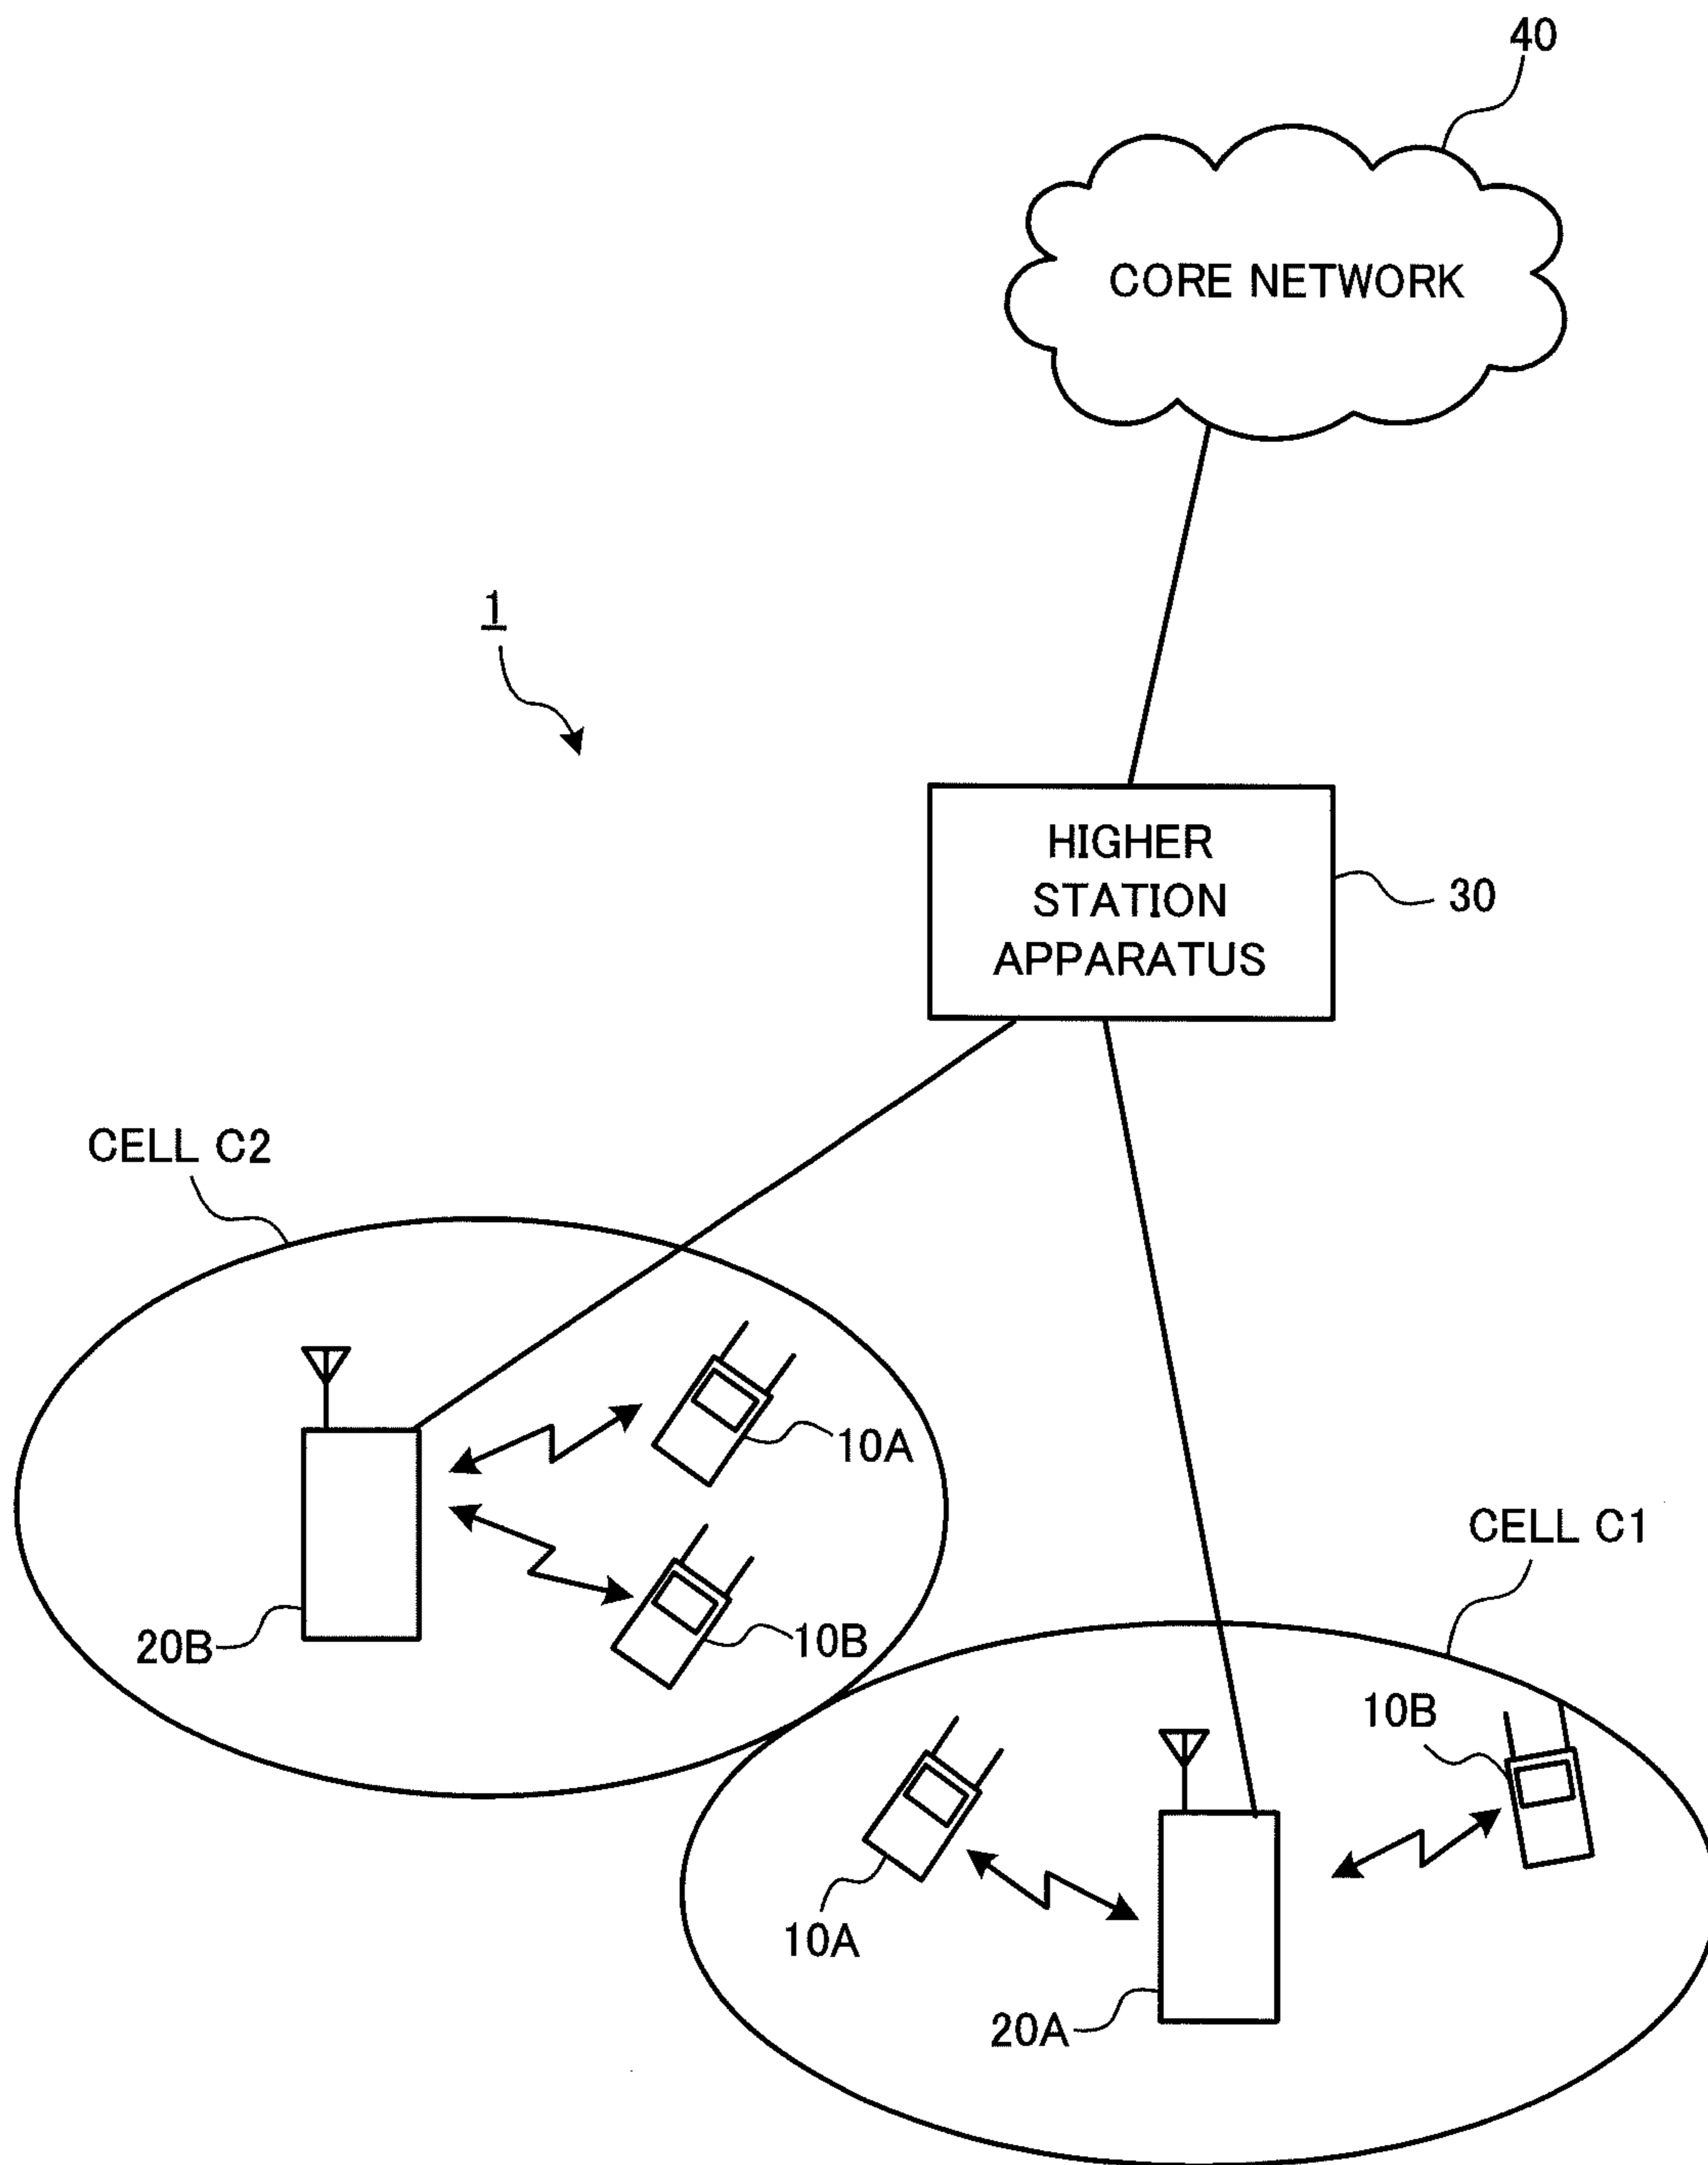 40
CORE NETWORK
1
HIGHER
STATION
APPARATUS
30
CELL C2
10A
CELL C1
20B
10B
10B
10A
20A